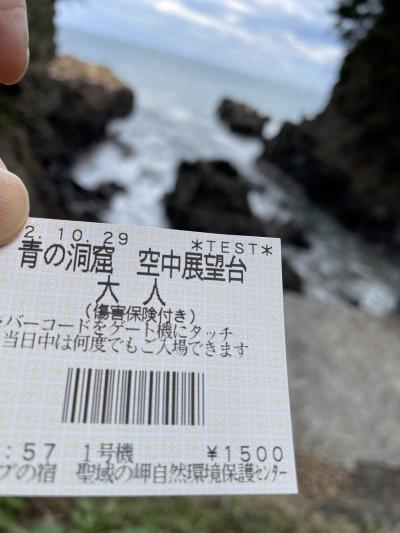 2.10.29 *TEST*
青の洞窟 空中展望台
大人
(傷害保険付き)
バーコードをゲート機にタッチ
当日中は何度でもご入場できます
:57 1号機 ¥1500
プの宿 聖域の岬自然環境保護センター